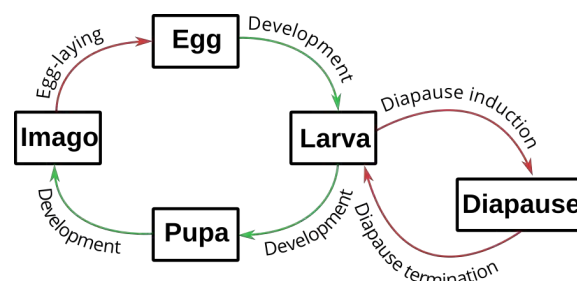 Egg
Development
Egg-laying
Diapause induction
Imago
Larva
Diapause
Development
Pupa
Development
Diapause termination